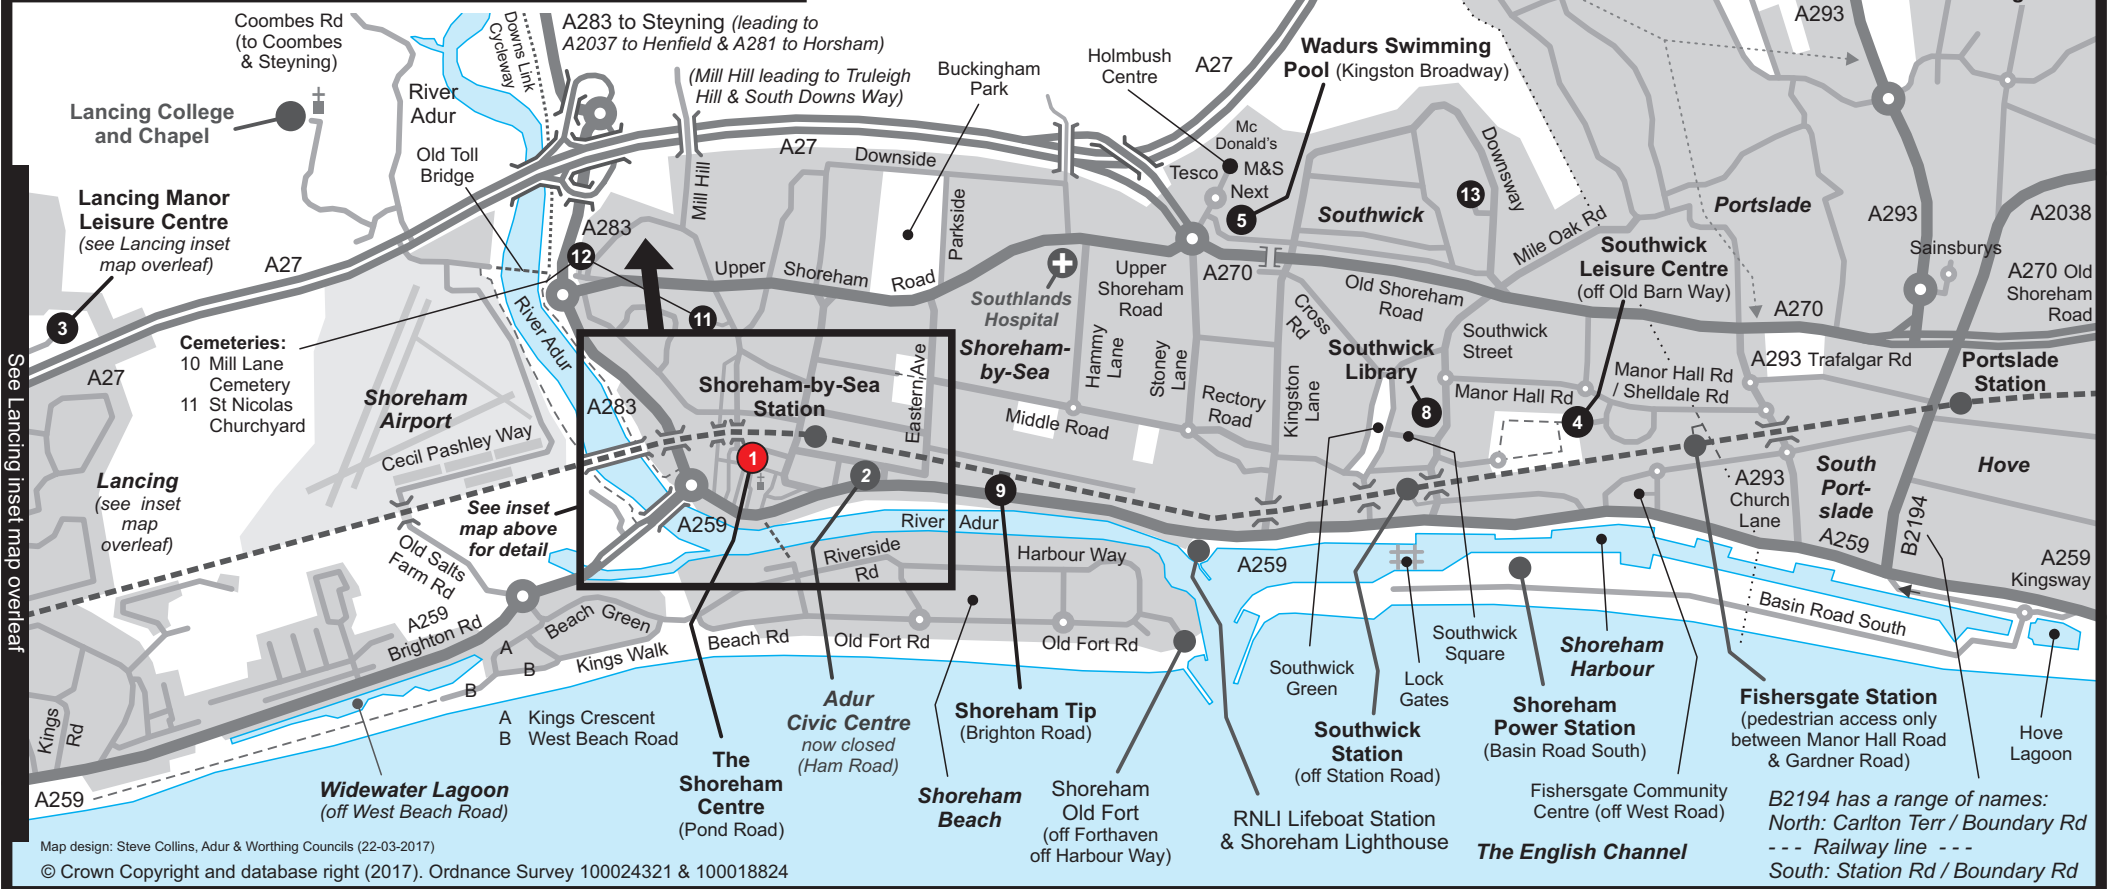 Coombes Rd
(to Coombes
& Steyning)
Downs Link
Cycleway
A283 to Steyning (leading to
A2037 to Henfield & A281 to Horsham)
(Mill Hill leading to Truleigh
Hill & South Downs Way)
Buckingham
Park
Holmbush
Centre
A27
Wadurs Swimming
Pool (Kingston Broadway)
A293
Lancing College
and Chapel
River
Adur
Old Toll
Bridge
A27
Downside
Mill Hill
Parkside
Mc
Donald's
Tesco
M&S
Next
5
Southwick
13
Downsway
Mile Oak Rd
Portslade
A293
A2038
Sainsburys
A270 Old
Shoreham
Road
Lancing Manor
Leisure Centre
(see Lancing inset
map overleaf)
3
A27
A27
A283
12
11
Upper
Shoreham
Road
Southlands
Hospital
Upper
Shoreham
Road
A270
Old Shoreham
Road
Cross
Rd
Southwick
Leisure Centre
(off Old Barn Way)
A270
A293 Trafalgar Rd
Portslade
Station
Cemeteries:
10 Mill Lane
Cemetery
11 St Nicolas
Churchyard
River Adur
Shoreham
Airport
Cecil Pashley Way
A283
Shoreham-by-Sea
Station
Eastern Ave
Shoreham-
by-Sea
Hammy
Lane
Stoney
Lane
Middle Road
Rectory
Road
Kingston
Lane
Southwick
Library
8
Southwick
Street
Manor Hall Rd
4
Manor Hall Rd
/ Shelldale Rd
See Lancing inset map overleaf
Lancing
(see inset
map
overleaf)
See inset
map above
for detail
1
2
9
A259
River Adur
Riverside
Rd
Harbour Way
A259
A293
Church
Lane
South
Port-
slade
Hove
A259
B2194
A259
Kingsway
Old Salts
Farm Rd
A259
Brighton Rd
Beach Green
A
B
B
Kings Walk
Beach Rd
Old Fort Rd
Old Fort Rd
Basin Road South
Kings
Rd
A259
A Kings Crescent
B West Beach Road
Widewater Lagoon
(off West Beach Road)
The
Shoreham
Centre
(Pond Road)
Adur
Civic Centre
now closed
(Ham Road)
Shoreham
Beach
Shoreham Tip
(Brighton Road)
Shoreham
Old Fort
(off Forthaven
off Harbour Way)
RNLI Lifeboat Station
& Shoreham Lighthouse
Southwick
Green
Southwick
Station
(off Station Road)
Lock
Gates
Southwick
Square
Shoreham
Harbour
Shoreham
Power Station
(Basin Road South)
Fishersgate Community
Centre (off West Road)
Fishersgate Station
(pedestrian access only
between Manor Hall Road
& Gardner Road)
Hove
Lagoon
The English Channel
B2194 has a range of names:
North: Carlton Terr / Boundary Rd
- - - Railway line - - -
South: Station Rd / Boundary Rd
Map design: Steve Collins, Adur & Worthing Councils (22-03-2017)
© Crown Copyright and database right (2017). Ordnance Survey 100024321 & 100018824